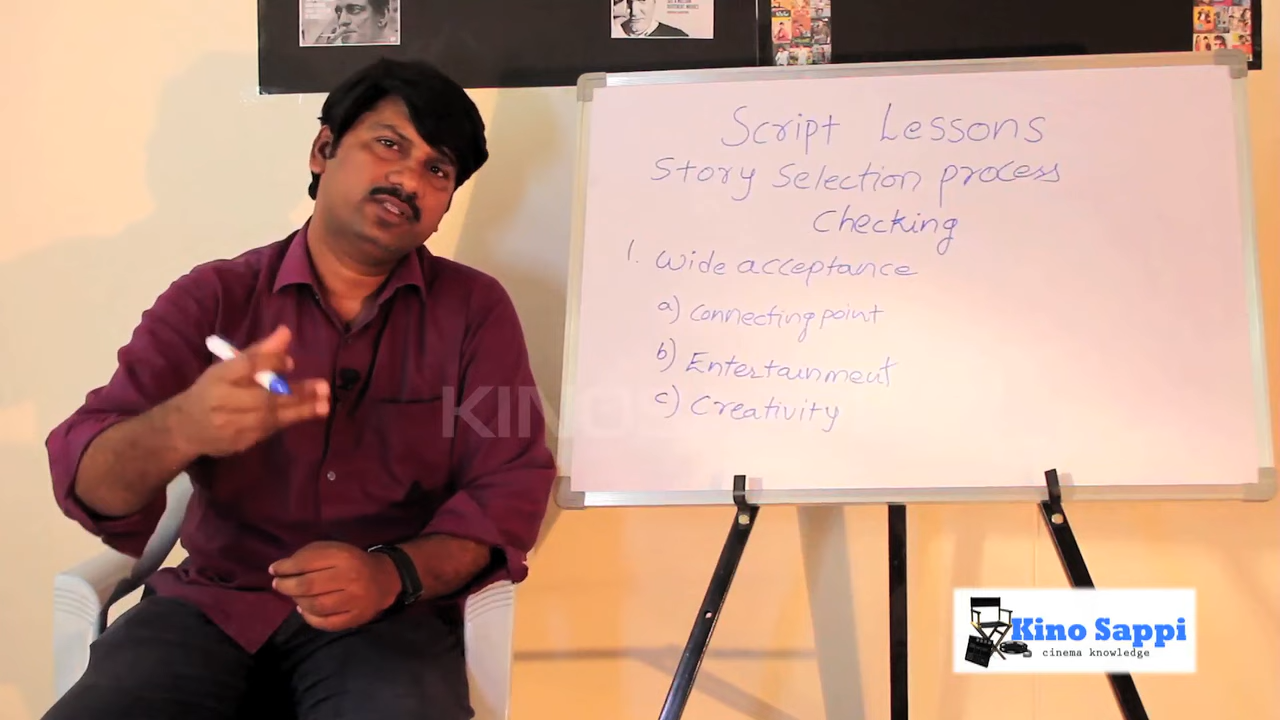 Script Lessons
Story Selection process
Checking
1. Wide acceptance
a) Connecting point
b) Entertainment
c) Creativity
KINO
Kino Sappi
cinema knowledge